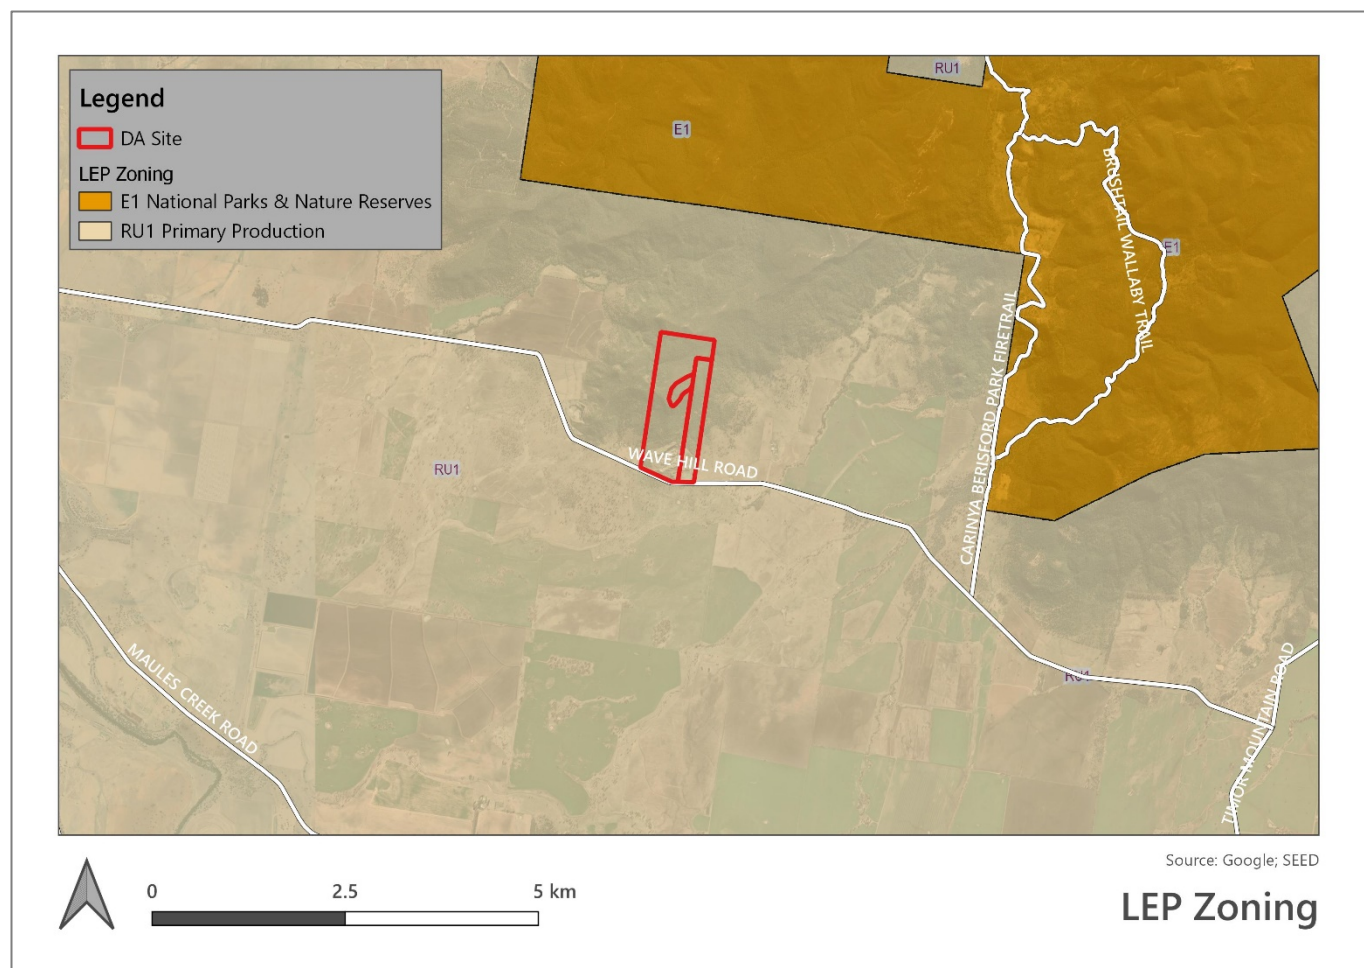 Legend
DA Site
LEP Zoning
E1 National Parks & Nature Reserves
RU1 Primary Production
RU1
E1
BRUSHTAIL WALLABY TRAIL
E1
CARINYA BERISFORD PARK FIRETRAIL
WAVE HILL ROAD
RU1
MAULES CREEK ROAD
RU1
TIMOR MOUNTAIN ROAD
Source: Google; SEED
0 2.5 5 km
LEP Zoning